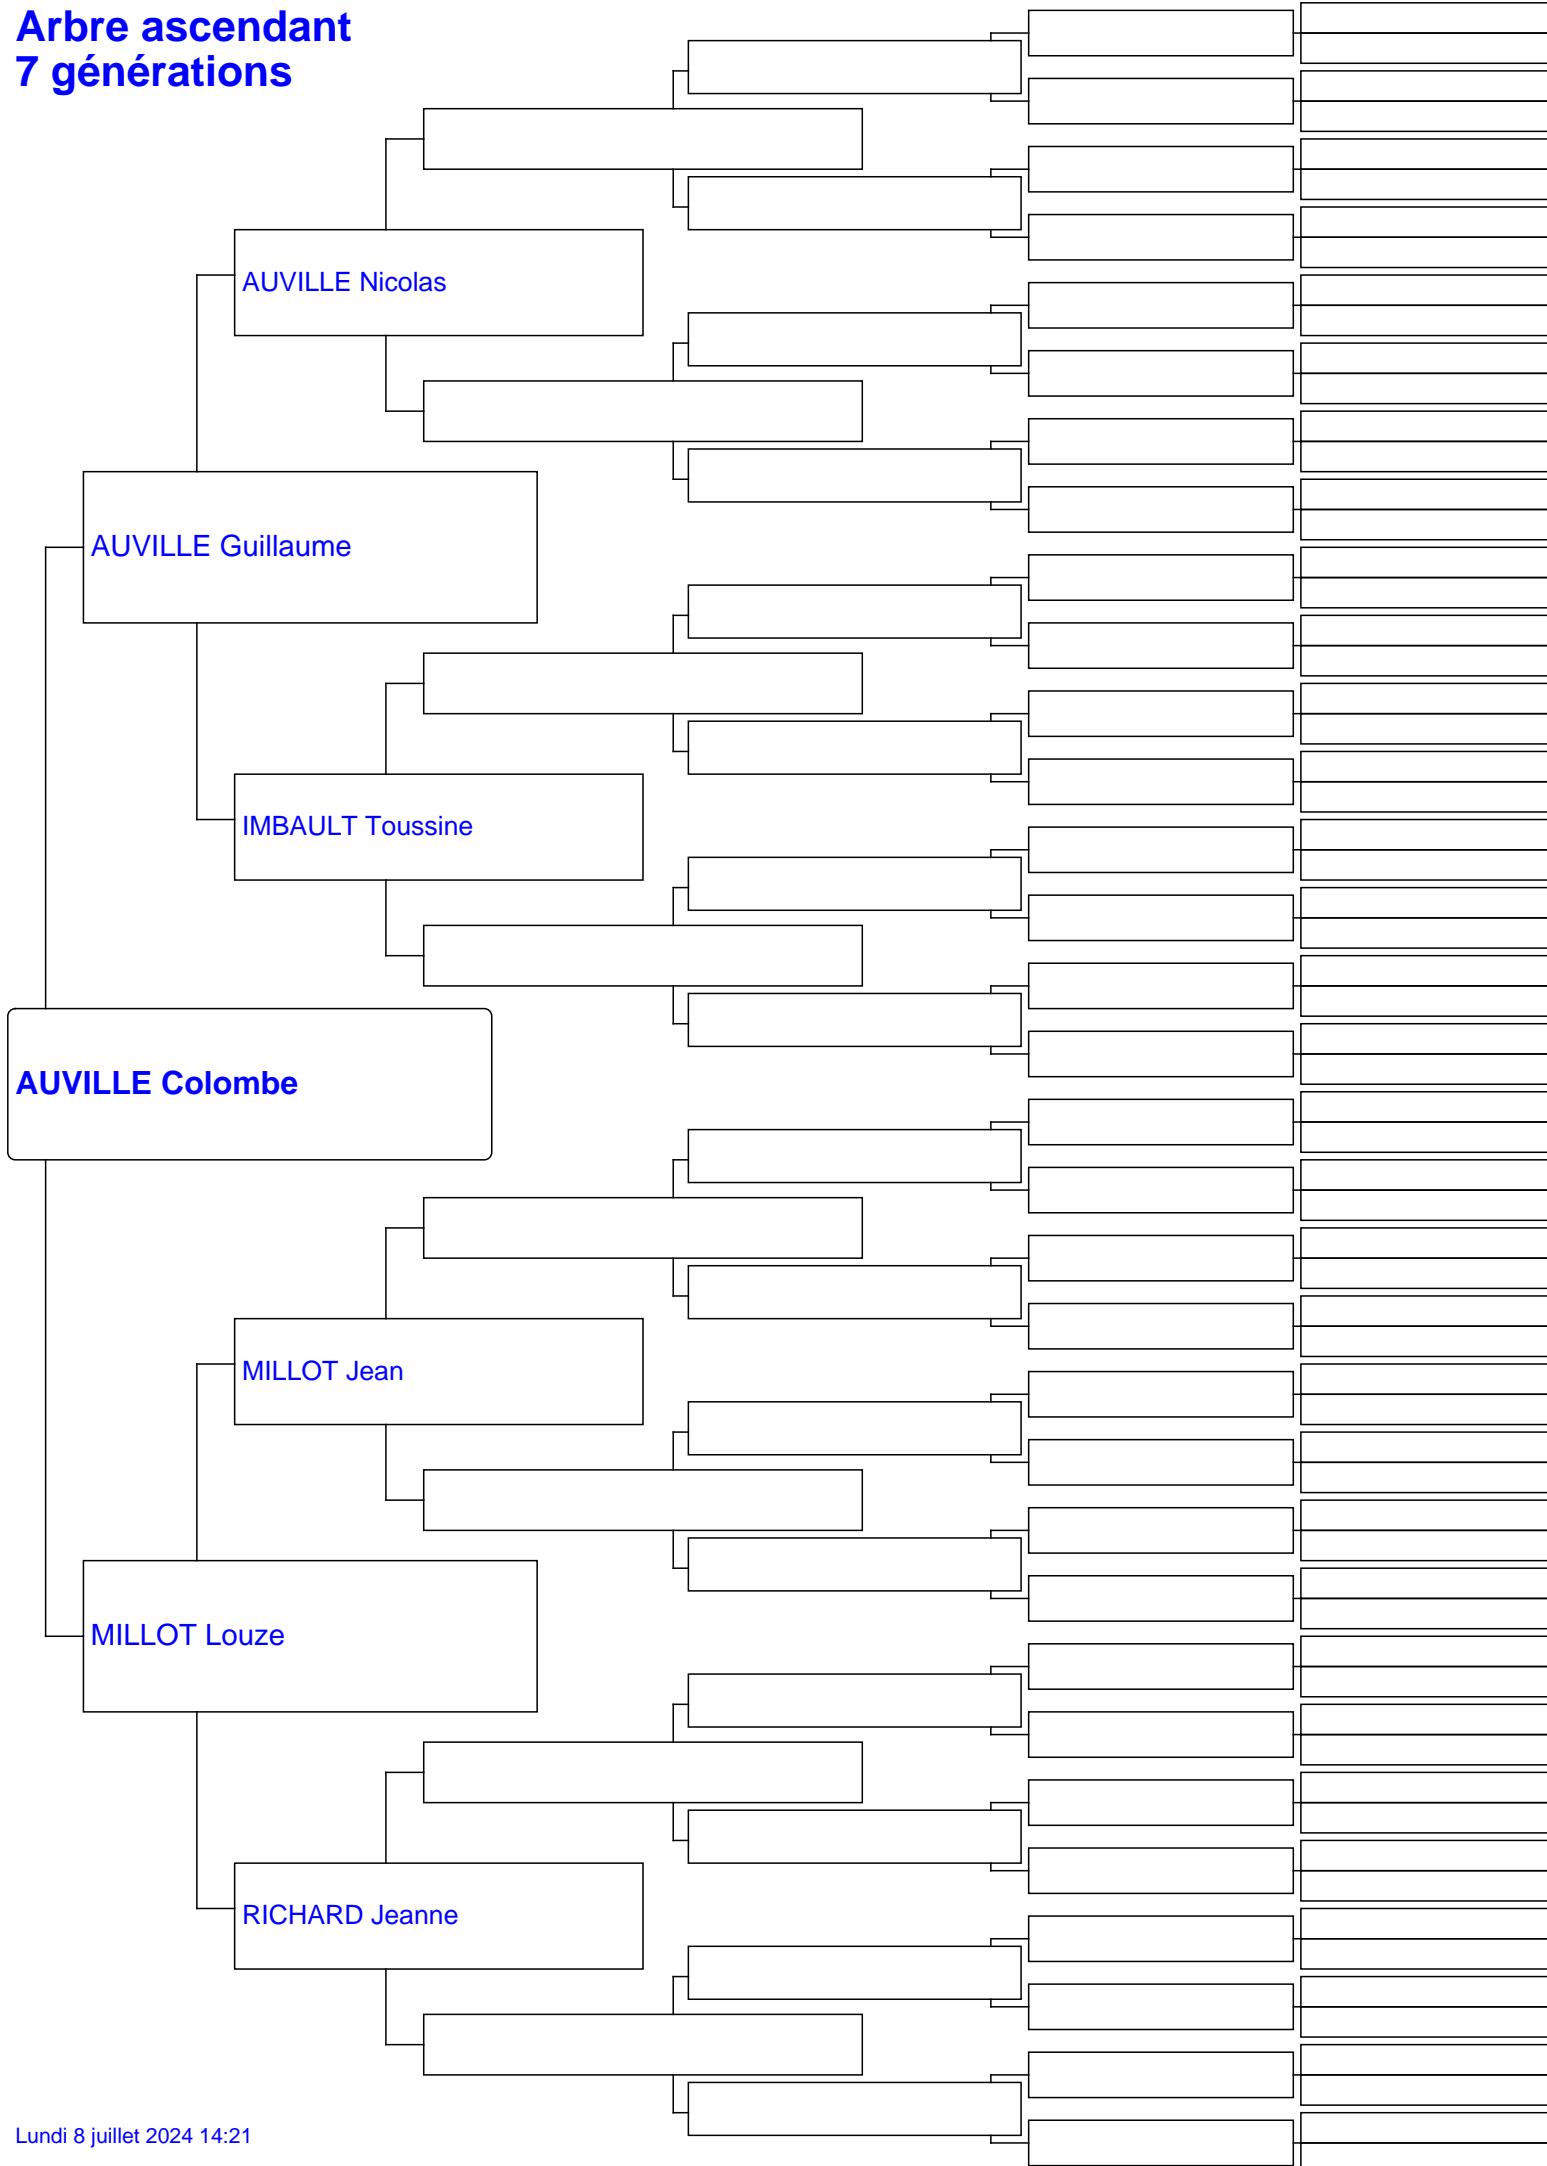 Arbre ascendant
7 générations
AUVILLE Nicolas
AUVILLE Guillaume
IMBAULT Toussine
AUVILLE Colombe
MILLOT Jean
MILLOT Louze
RICHARD Jeanne
Lundi 8 juillet 2024 14:21